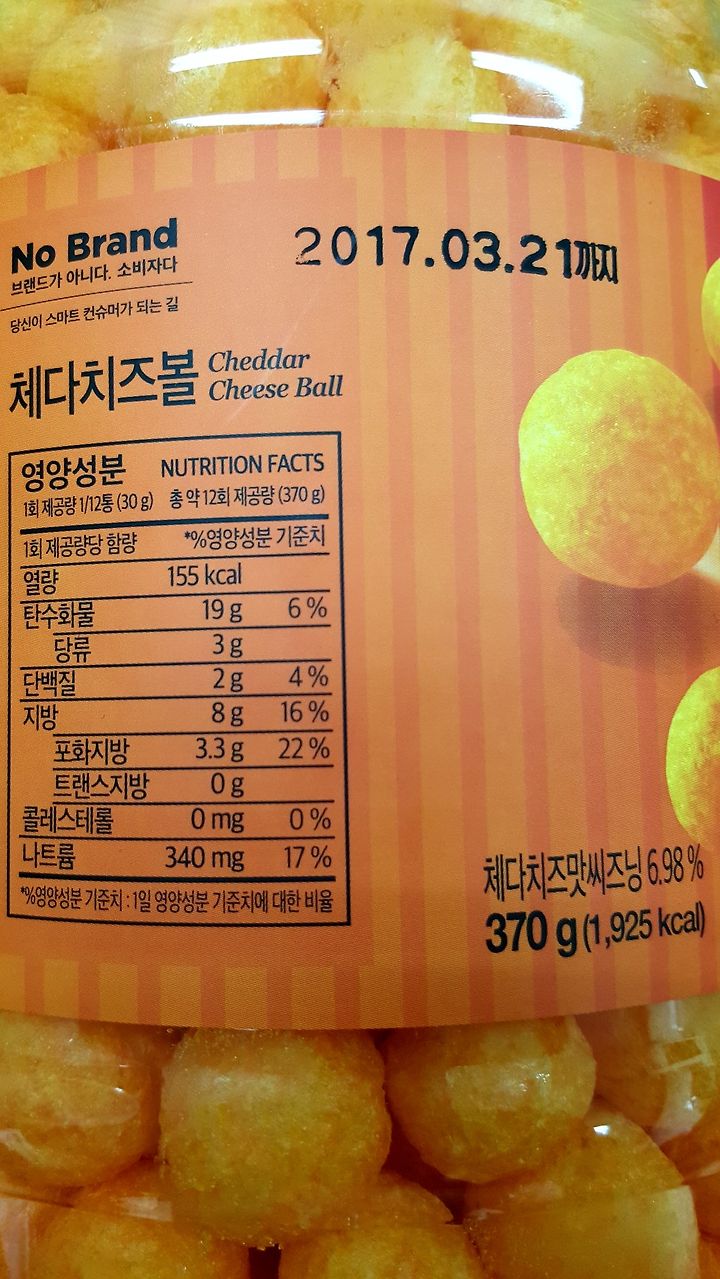 No Brand
브랜드가 아니다. 소비자다
당신이 스마트 컨슈머가 되는 길
2017.03.21까지
체다치즈볼 Cheddar
Cheese Ball
영양성분 NUTRITION FACTS
1회 제공량 1/12통 (30 g) 총 약 12회 제공량 (370 g)
1회 제공량당 함량 *%영양성분 기준치
열량 155 kcal
탄수화물 19 g 6 %
당류 3 g
단백질 2 g 4 %
지방 8 g 16 %
포화지방 3.3 g 22 %
트랜스지방 0 g
콜레스테롤 0 mg 0 %
나트륨 340 mg 17 %
*%영양성분 기준치 : 1일 영양성분 기준치에 대한 비율
체다치즈맛씨즈닝 6.98 %
370 g (1,925 kcal)